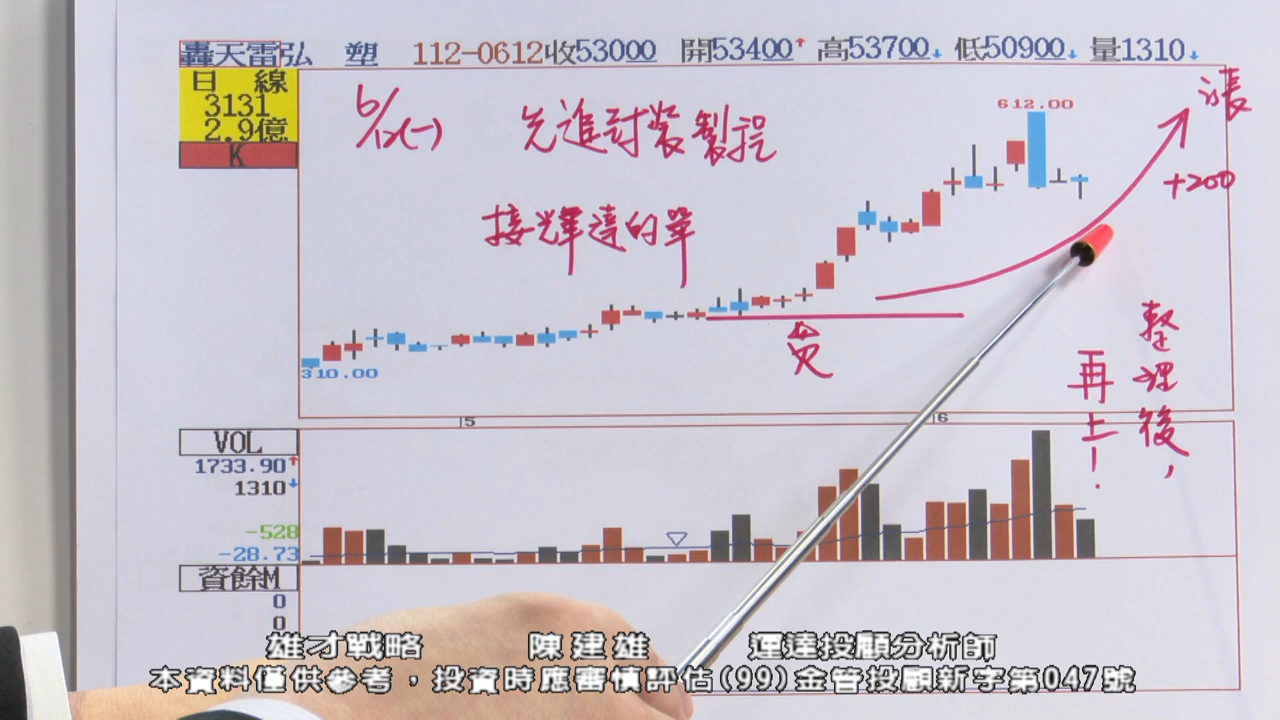 轟天雷弘 塑 112-0612收53000 開53400↑ 高53700↓ 低50900↓ 量1310↓
日 線
3131
2.9億
K
6/12(一) 先進封裝製程
接輝達的單
612.00
漲
+200
買
整理後，
再上！
310.00
5 6
VOL
1733.90↑
1310↓
-528
-28.73
資餘M
0
0
雄才戰略 陳建雄 運達投顧分析師
本資料僅供參考，投資時應審慎評估(99)金管投顧新字第047號